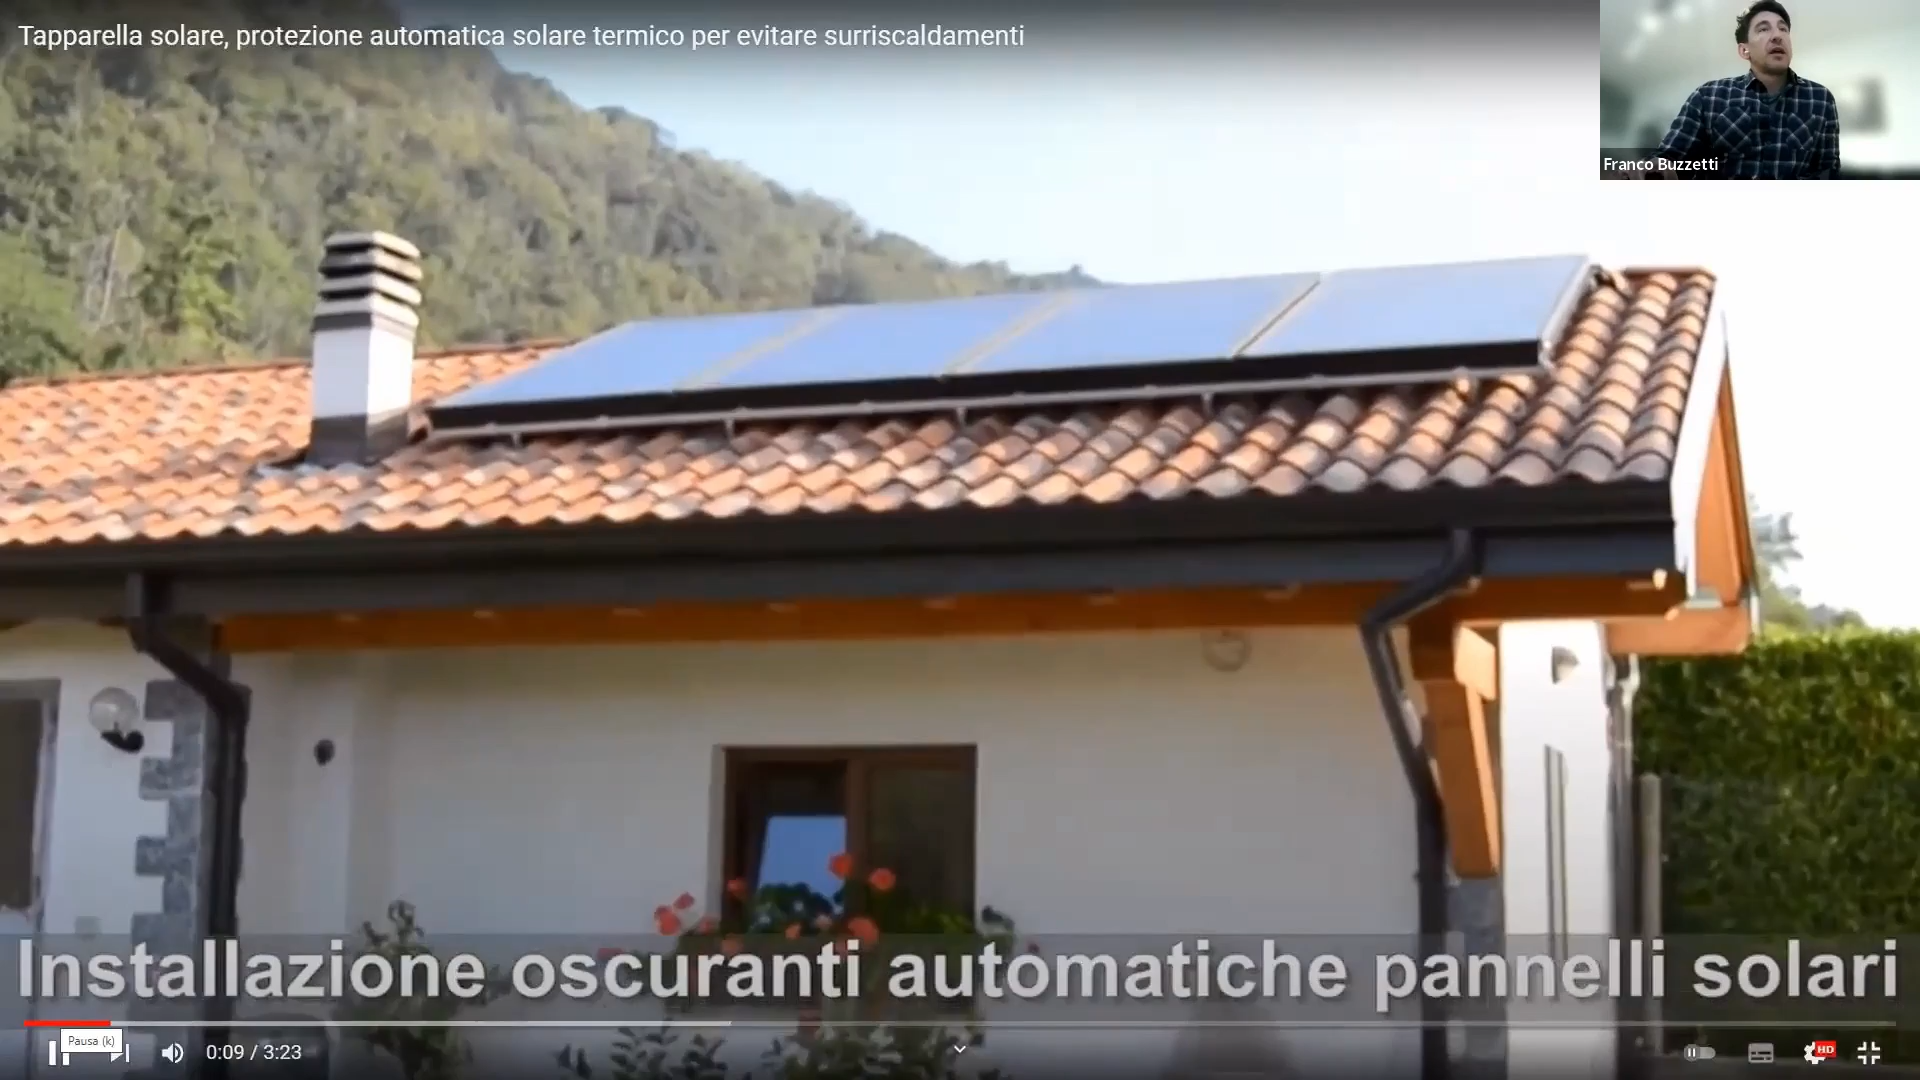 Tapparella solare, protezione automatica solare termico per evitare surriscaldamenti
Franco Buzzetti
Installazione oscuranti automatiche pannelli solari
Pausa (k)
0:09 / 3:23
HD